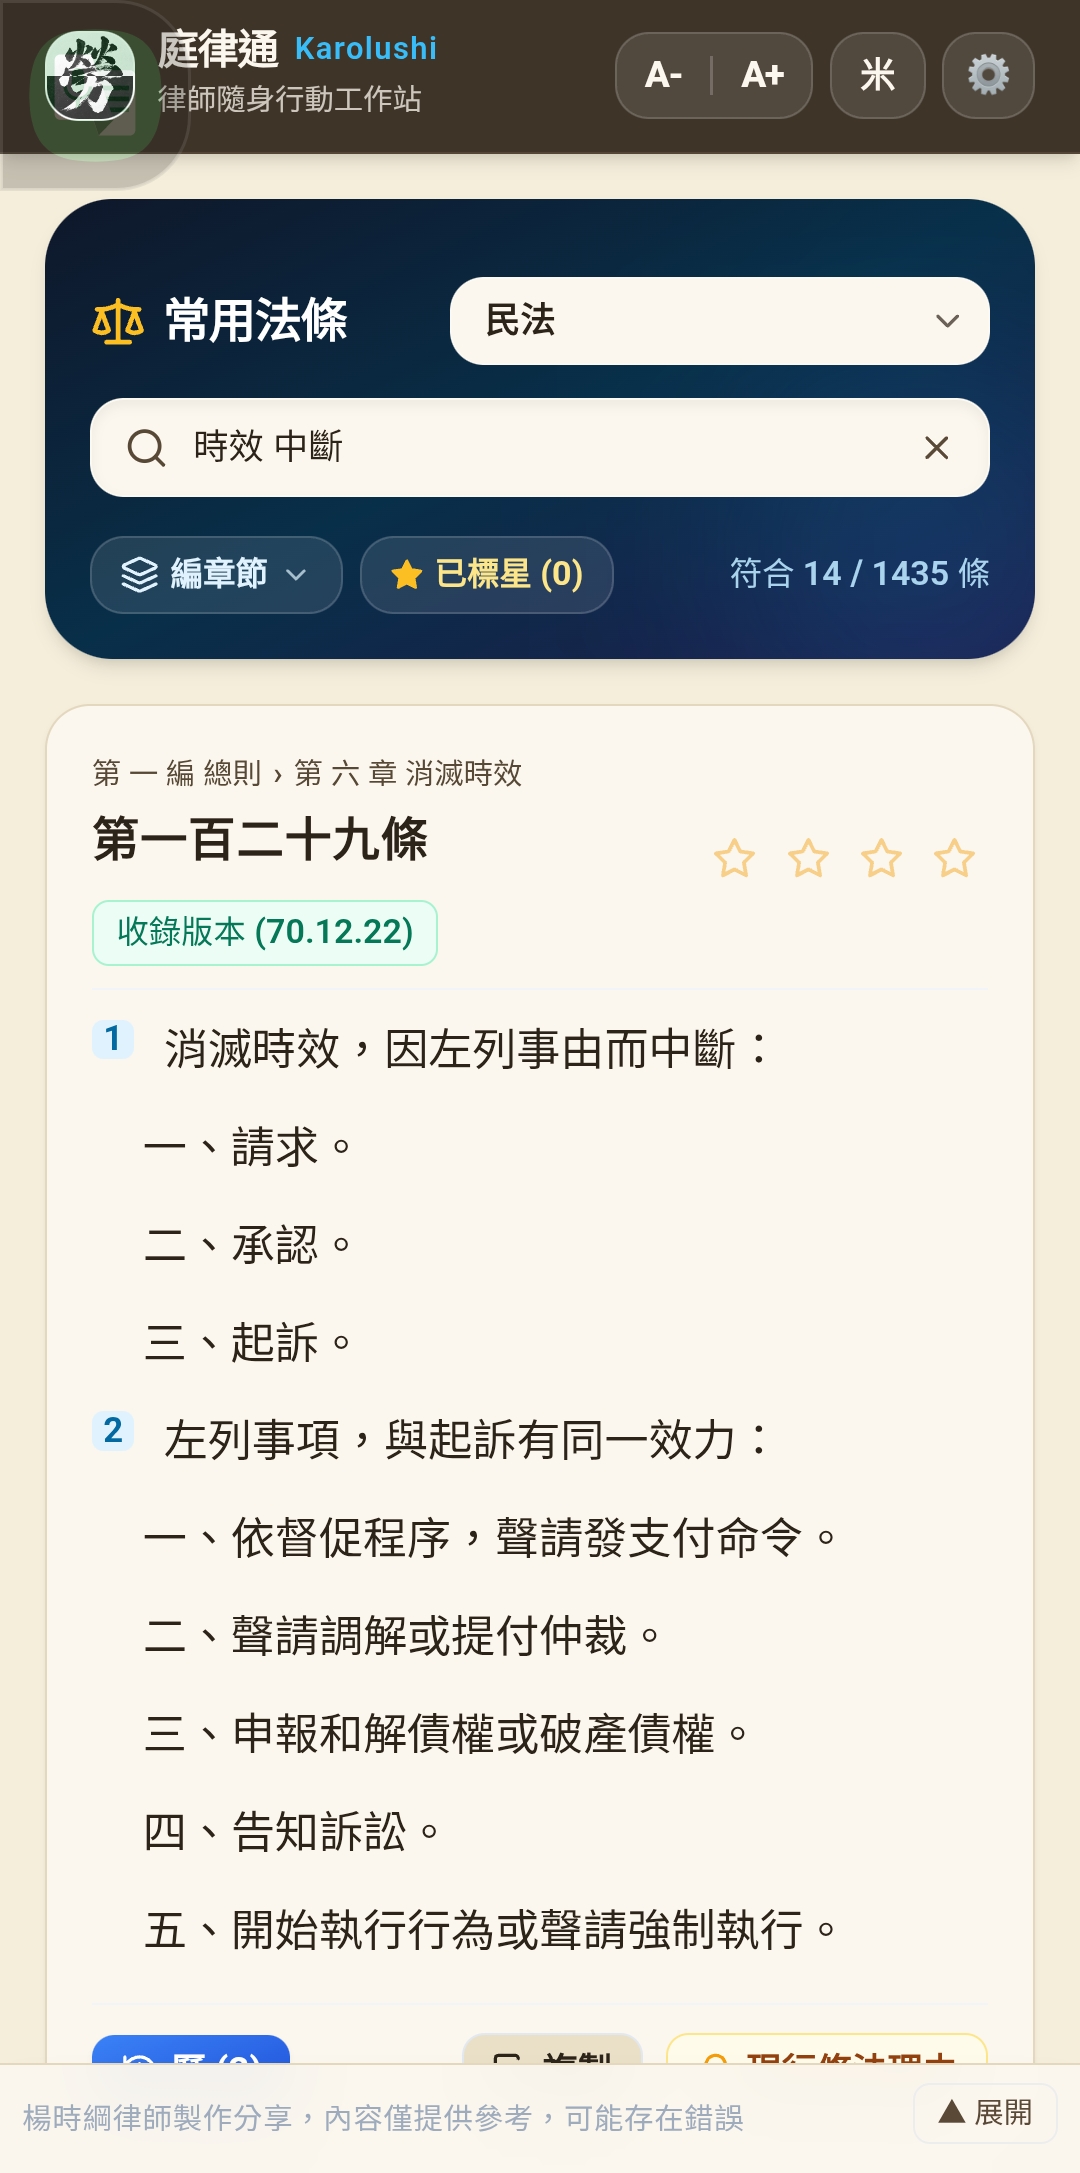 勞
庭律通 Karolushi
律師隨身行動工作站
A- A+ 米
常用法條
民法
時效 中斷
編章節
已標星 (0)
符合 14 / 1435 條
第 一 編 總則 › 第 六 章 消滅時效
第一百二十九條
收錄版本 (70.12.22)
1 消滅時效，因左列事由而中斷：
一、請求。
二、承認。
三、起訴。
2 左列事項，與起訴有同一效力：
一、依督促程序，聲請發支付命令。
二、聲請調解或提付仲裁。
三、申報和解債權或破產債權。
四、告知訴訟。
五、開始執行行為或聲請強制執行。
複製
現行修法理由
楊時綱律師製作分享，內容僅提供參考，可能存在錯誤
▲ 展開